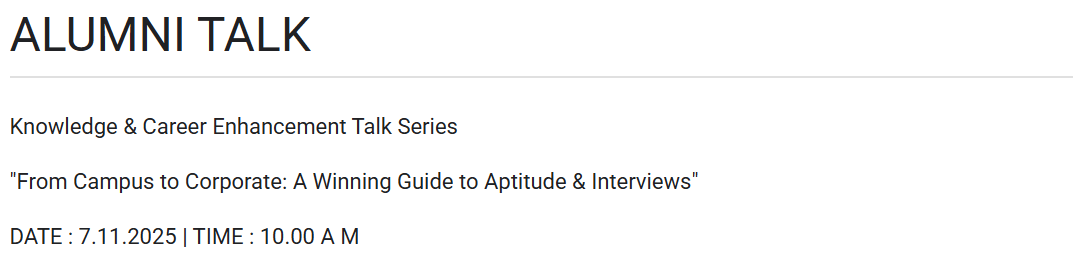 ALUMNI TALK
Knowledge & Career Enhancement Talk Series
"From Campus to Corporate: A Winning Guide to Aptitude & Interviews"
DATE : 7.11.2025 | TIME : 10.00 A M